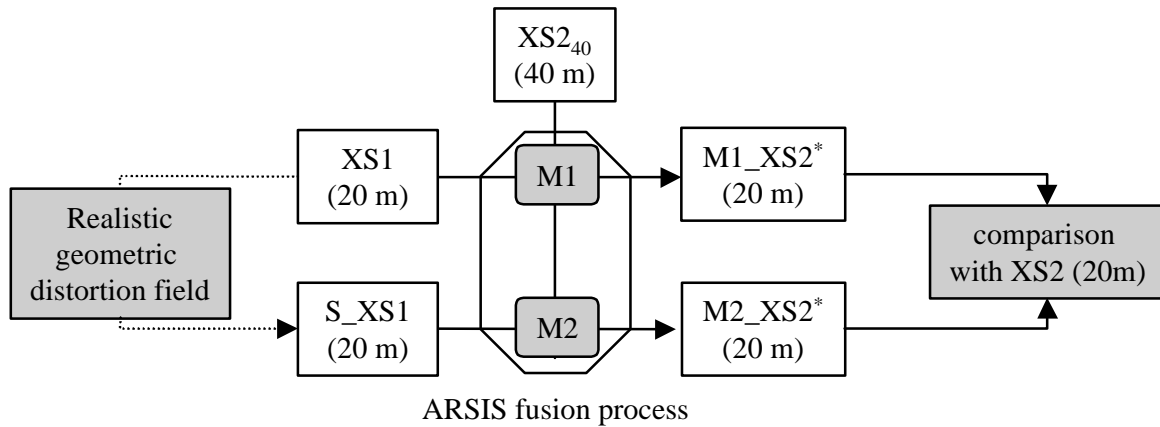 XS2₄₀
(40 m)
XS1
(20 m)
M1
M1_XS2*
(20 m)
Realistic
geometric
distortion field
comparison
with XS2 (20m)
S_XS1
(20 m)
M2
M2_XS2*
(20 m)
ARSIS fusion process